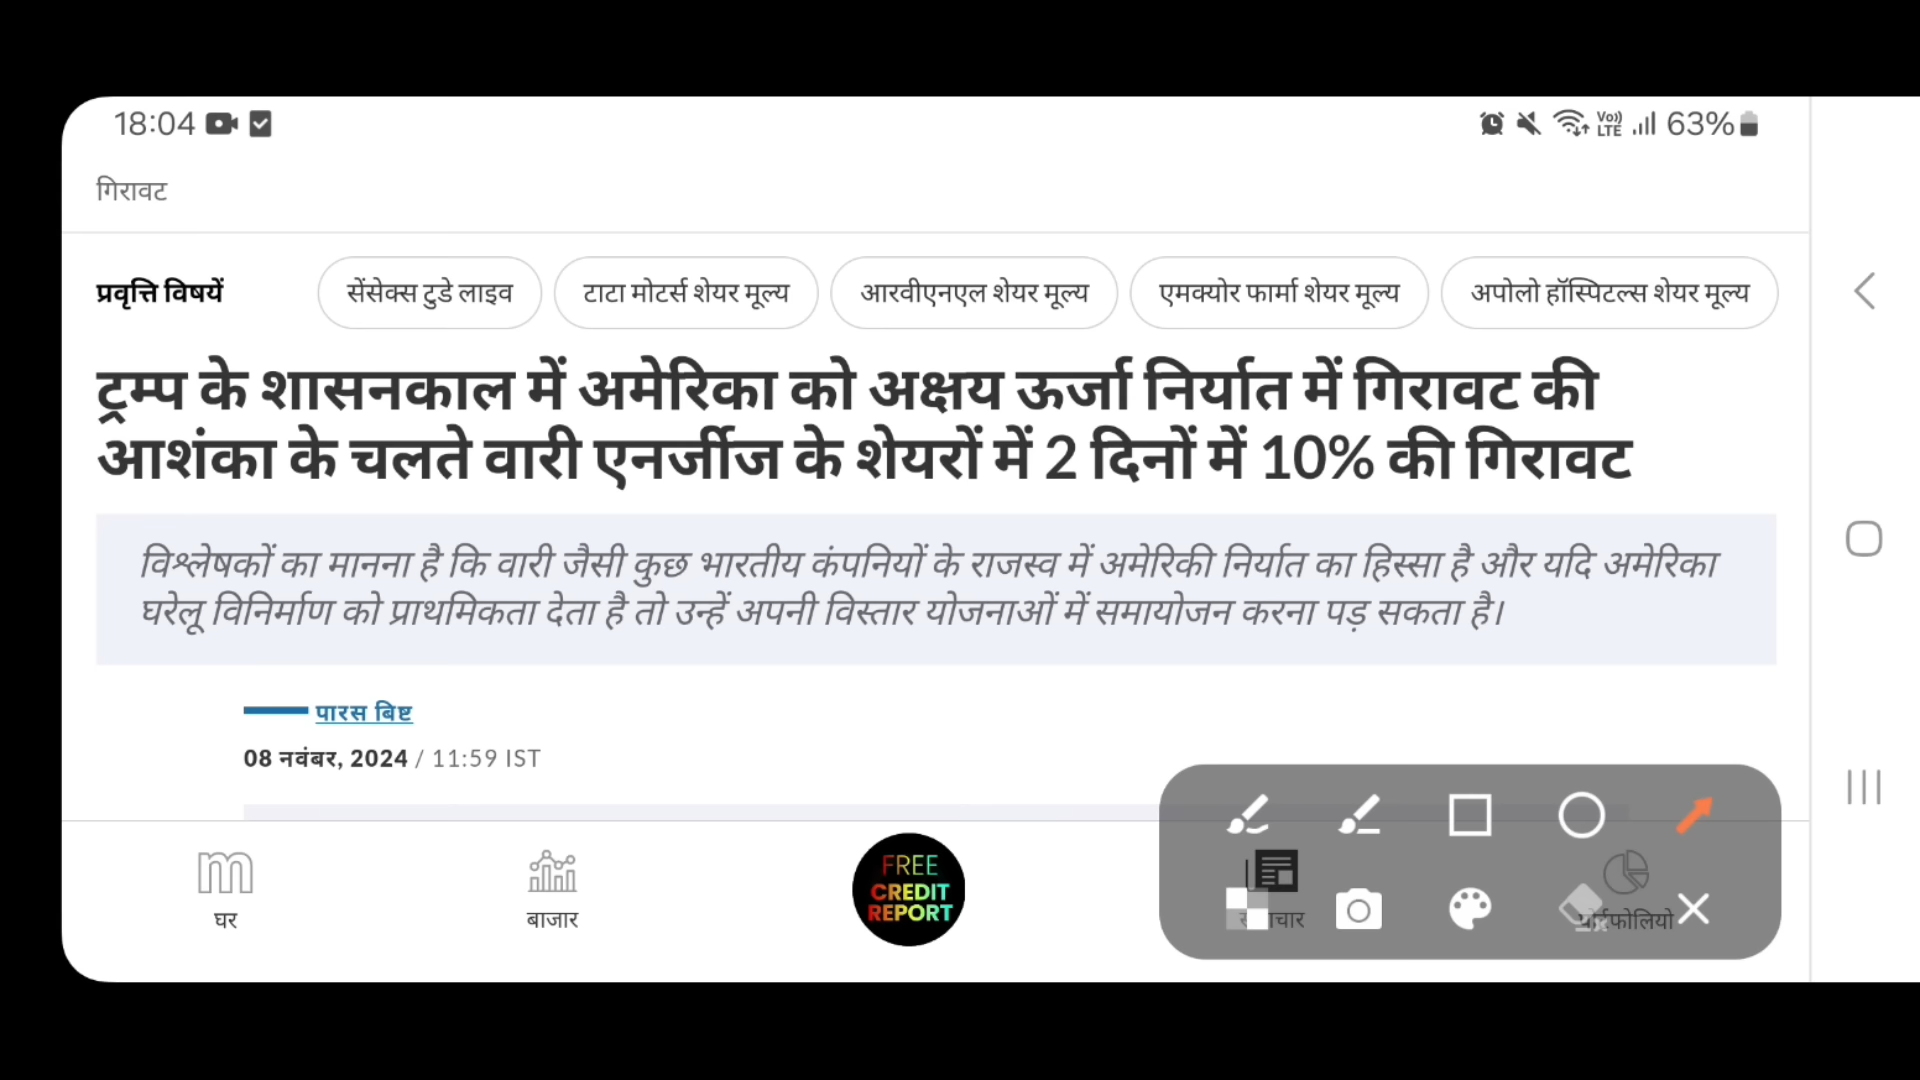 18:04
Vo)) LTE 63%
गिरावट
प्रवृत्ति विषयें
सेंसेक्स टुडे लाइव
टाटा मोटर्स शेयर मूल्य
आरवीएनएल शेयर मूल्य
एमक्योर फार्मा शेयर मूल्य
अपोलो हॉस्पिटल्स शेयर मूल्य
ट्रम्प के शासनकाल में अमेरिका को अक्षय ऊर्जा निर्यात में गिरावट की
आशंका के चलते वारी एनर्जीज के शेयरों में 2 दिनों में 10% की गिरावट
विश्लेषकों का मानना है कि वारी जैसी कुछ भारतीय कंपनियों के राजस्व में अमेरिकी निर्यात का हिस्सा है और यदि अमेरिका
घरेलू विनिर्माण को प्राथमिकता देता है तो उन्हें अपनी विस्तार योजनाओं में समायोजन करना पड़ सकता है।
पारस बिष्ट
08 नवंबर, 2024 / 11:59 IST
m
घर
बाजार
FREE
CREDIT
REPORT